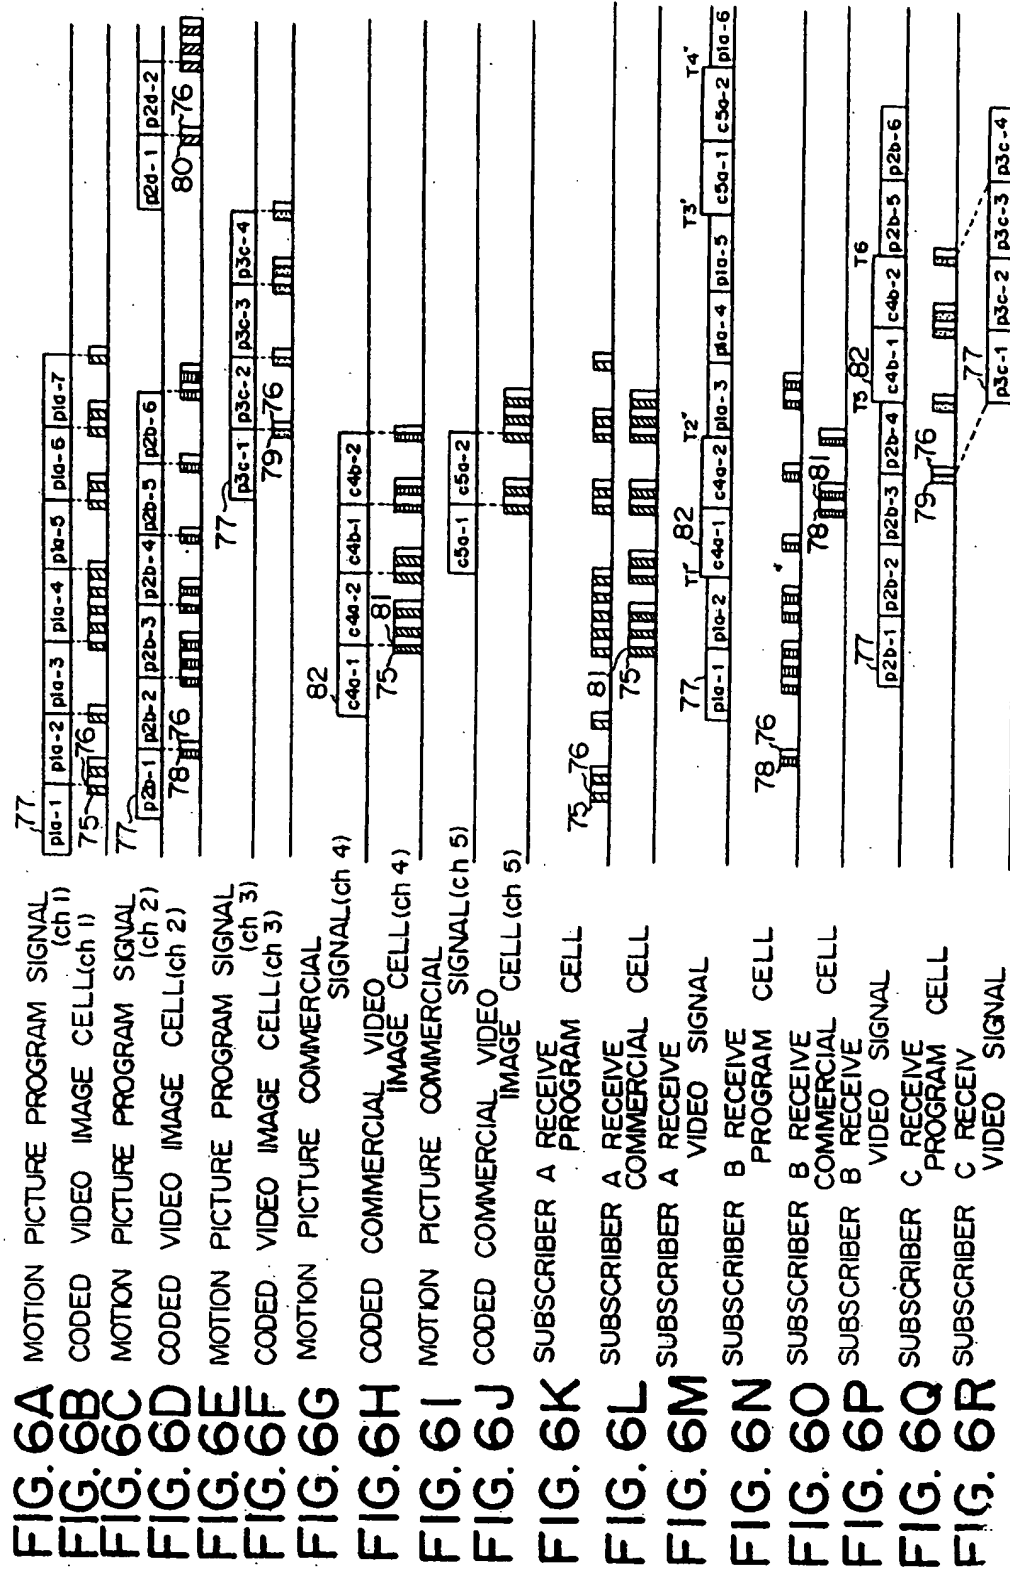 FIG. 6A MOTION PICTURE PROGRAM SIGNAL (ch 1)
77 p1a-1 p1a-2 p1a-3 p1a-4 p1a-5 p1a-6 p1a-7
FIG. 6B CODED VIDEO IMAGE CELL(ch 1)
75 76
FIG. 6C MOTION PICTURE PROGRAM SIGNAL (ch 2)
77 p2b-1 p2b-2 p2b-3 p2b-4 p2b-5 p2b-6 p2d-1 p2d-2
FIG. 6D CODED VIDEO IMAGE CELL(ch 2)
78 76 80 76
FIG. 6E MOTION PICTURE PROGRAM SIGNAL (ch 3)
77 p3c-1 p3c-2 p3c-3 p3c-4
FIG. 6F CODED VIDEO IMAGE CELL(ch 3)
79 76
FIG. 6G MOTION PICTURE COMMERCIAL
SIGNAL(ch 4)
82 c4a-1 c4a-2 c4b-1 c4b-2
FIG. 6H CODED COMMERCIAL VIDEO
IMAGE CELL(ch 4)
75 81
FIG. 6I MOTION PICTURE COMMERCIAL
SIGNAL(ch 5)
c5a-1 c5a-2
FIG. 6J CODED COMMERCIAL VIDEO
IMAGE CELL(ch 5)
FIG. 6K SUBSCRIBER A RECEIVE
PROGRAM CELL
75 76
FIG. 6L SUBSCRIBER A RECEIVE
COMMERCIAL CELL
81 75
FIG. 6M SUBSCRIBER A RECEIVE
VIDEO SIGNAL
77 82 T1" T2" T3' T4'
p1a-1 p1a-2 c4a-1 c4a-2 p1a-3 p1a-4 p1a-5 c5a-1 c5a-2 p1a-6
FIG. 6N SUBSCRIBER B RECEIVE
PROGRAM CELL
78 76
FIG. 6O SUBSCRIBER B RECEIVE
COMMERCIAL CELL
78 81
FIG. 6P SUBSCRIBER B RECEIVE
VIDEO SIGNAL
77 T5 82 T6
p2b-1 p2b-2 p2b-3 p2b-4 c4b-1 c4b-2 p2b-5 p2b-6
FIG. 6Q SUBSCRIBER C RECEIVE
PROGRAM CELL
79 76
FIG. 6R SUBSCRIBER C RECEIV
VIDEO SIGNAL
77 p3c-1 p3c-2 p3c-3 p3c-4